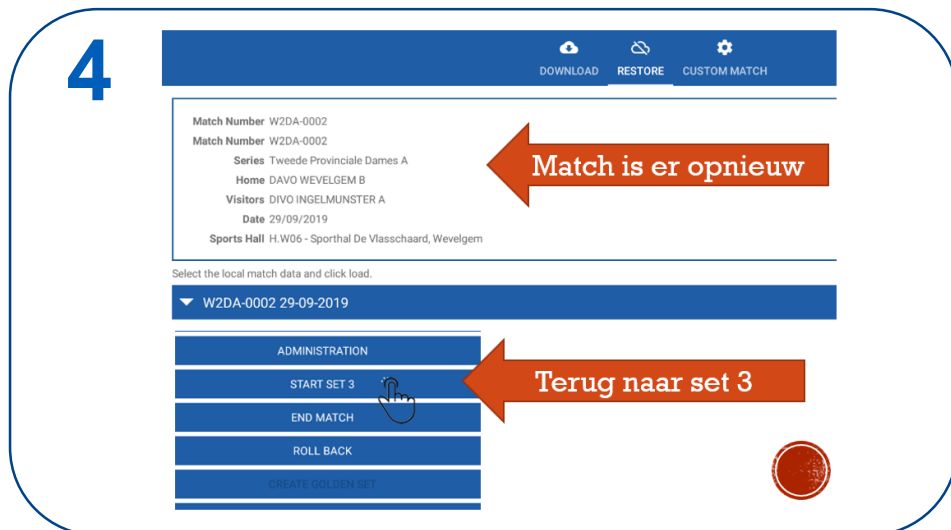 4
DOWNLOAD RESTORE CUSTOM MATCH
Match Number W2DA-0002
Match Number W2DA-0002
Series Tweede Provinciale Dames A
Home DAVO WEVELGEM B
Visitors DIVO INGELMUNSTER A
Date 29/09/2019
Sports Hall H.W06 - Sporthal De Vlasschaard, Wevelgem
Match is er opnieuw
Select the local match data and click load.
W2DA-0002 29-09-2019
ADMINISTRATION
START SET 3
Terug naar set 3
END MATCH
ROLL BACK
CREATE GOLDEN SET